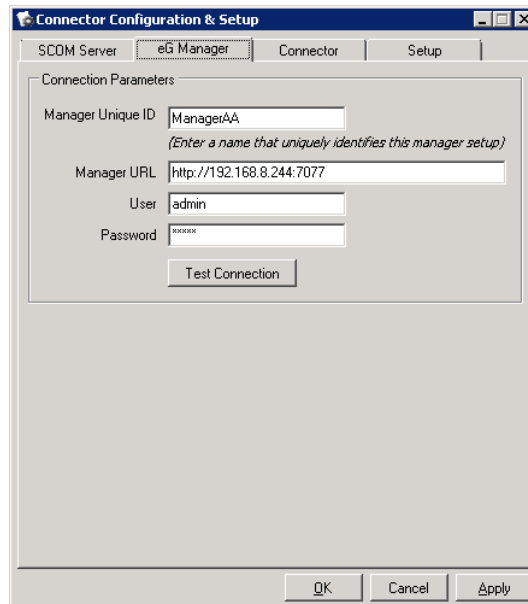 Connector Configuration & Setup
SCOM Server eG Manager Connector Setup
Connection Parameters
Manager Unique ID ManagerAA
(Enter a name that uniquely identifies this manager setup)
Manager URL http://192.168.8.244:7077
User admin
Password *****
Test Connection
OK Cancel Apply